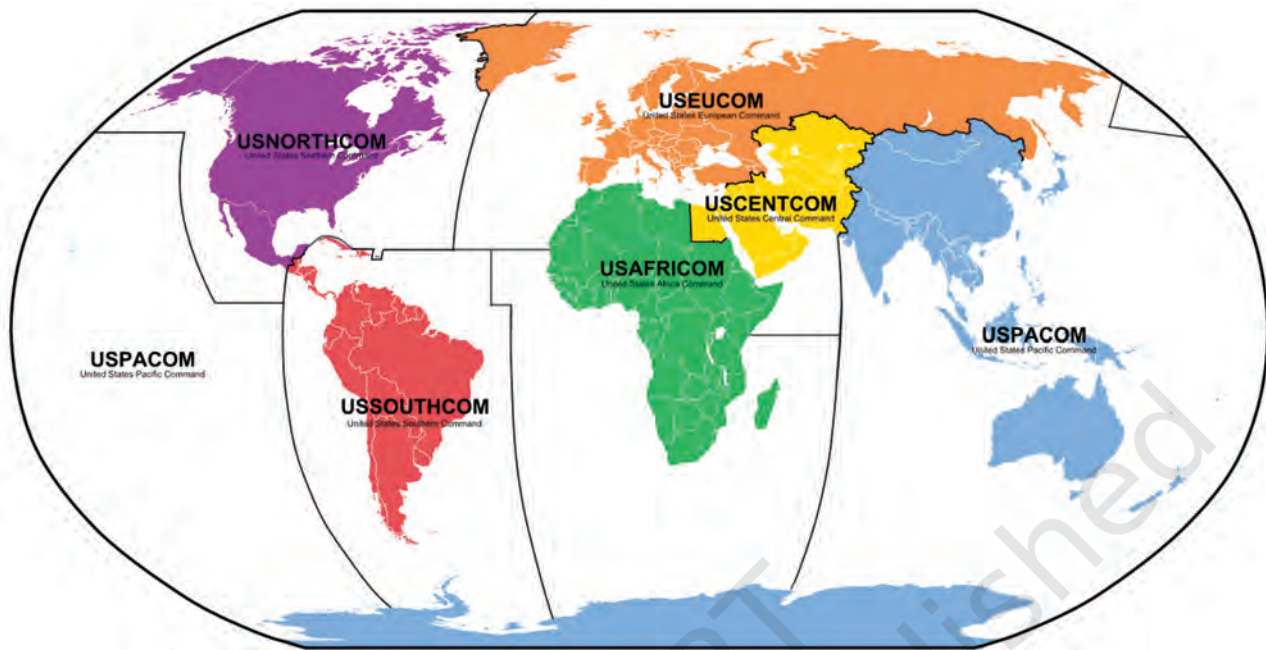 USEUCOM
United States European Command
USNORTHCOM
United States Northern Command
USCENTCOM
United States Central Command
USAFRICOM
United States Africa Command
USPACOM
United States Pacific Command
USPACOM
United States Pacific Command
USSOUTHCOM
United States Southern Command